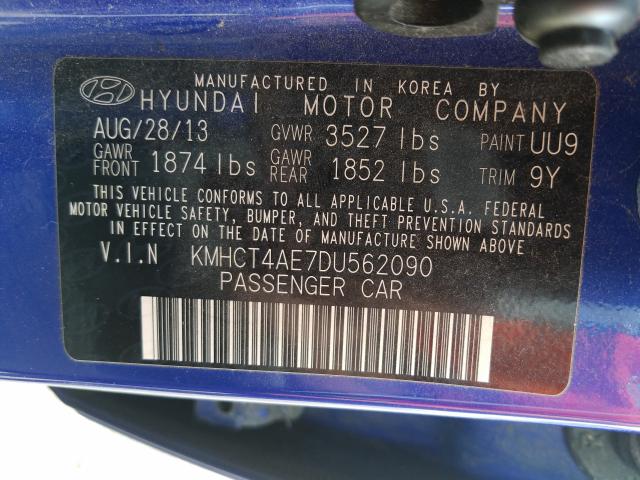 MANUFACTURED IN KOREA BY
HYUNDAI MOTOR COMPANY
AUG/28/13 GVWR 3527 lbs PAINT UU9
GAWR FRONT 1874 lbs GAWR REAR 1852 lbs TRIM 9Y
THIS VEHICLE CONFORMS TO ALL APPLICABLE U.S.A. FEDERAL
MOTOR VEHICLE SAFETY, BUMPER, AND THEFT PREVENTION STANDARDS
IN EFFECT ON THE DATE OF MANUFACTURE SHOWN ABOVE
V.I.N KMHCT4AE7DU562090
PASSENGER CAR